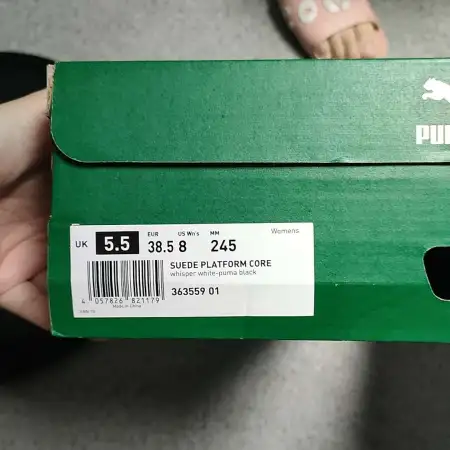 PU
UK 5.5 EUR 38.5 US Wn's 8 MM 245 Womens
SUEDE PLATFORM CORE
whisper white-puma black
363559 01
4 057826 821179
Made in China